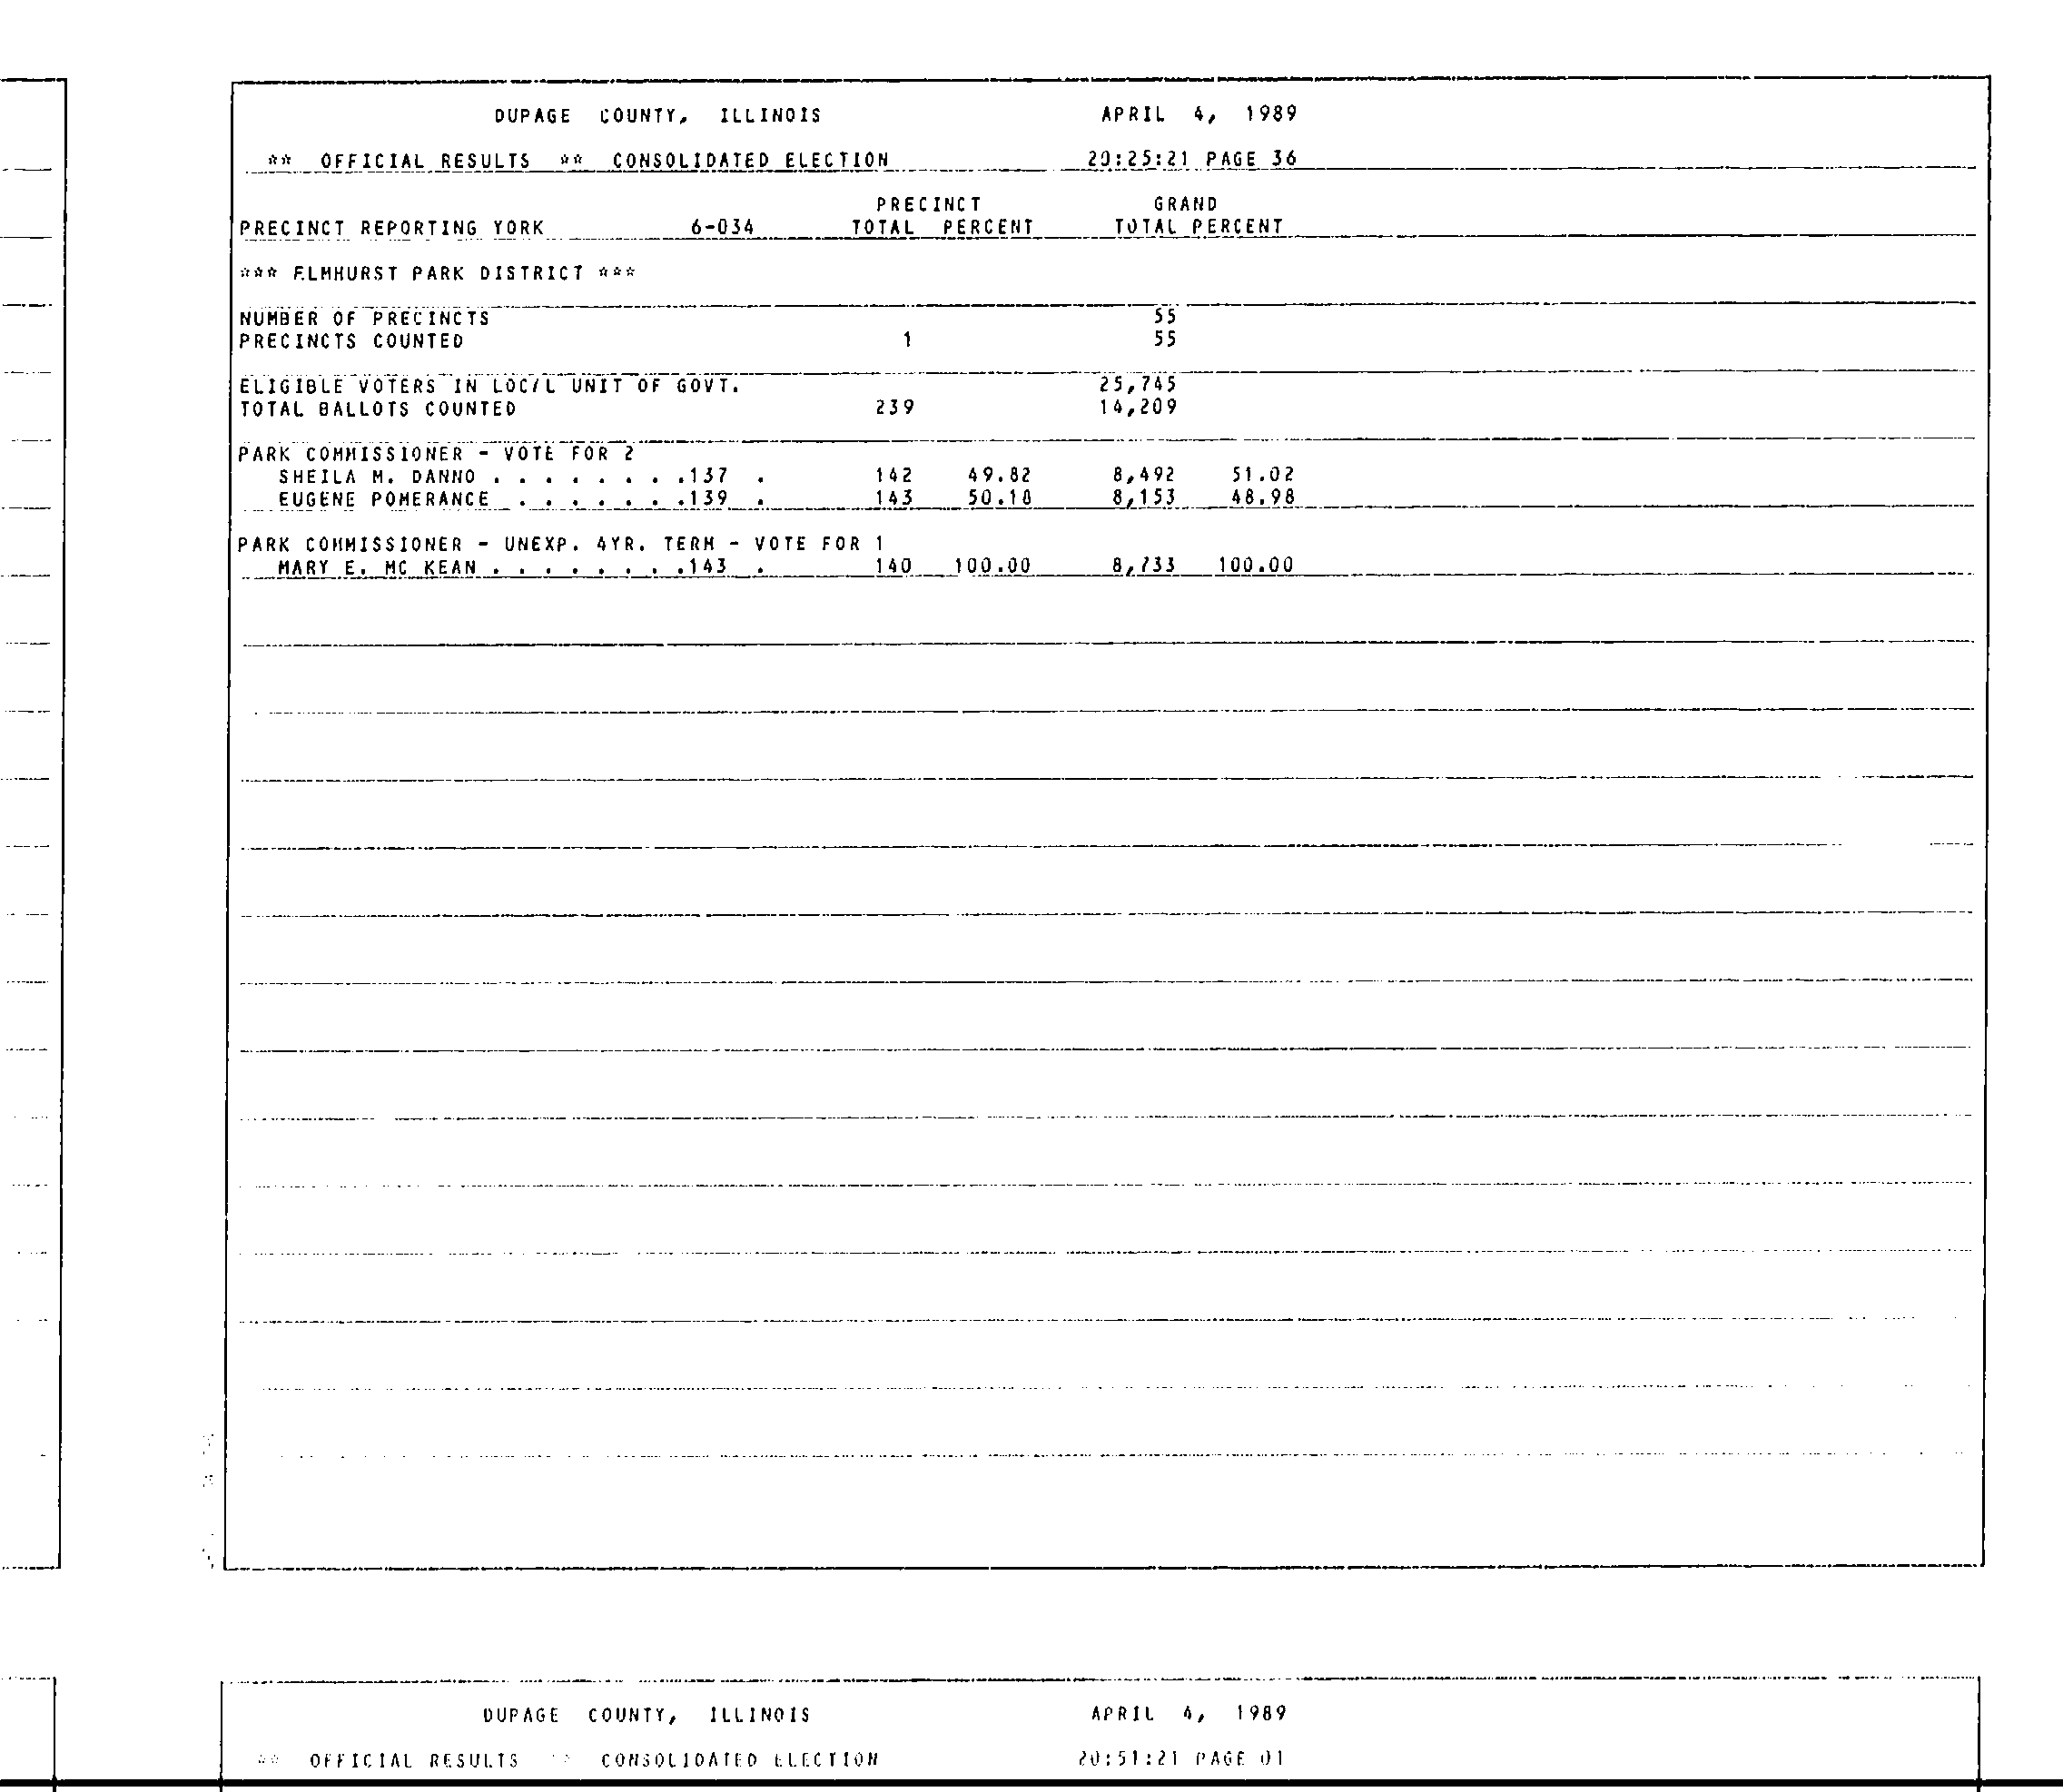 DUPAGE COUNTY, ILLINOIS APRIL 4, 1989
** OFFICIAL RESULTS ** CONSOLIDATED ELECTION 20:25:21 PAGE 36
PRECINCT GRAND
PRECINCT REPORTING YORK 6-034 TOTAL PERCENT TOTAL PERCENT
*** ELMHURST PARK DISTRICT ***
NUMBER OF PRECINCTS 55
PRECINCTS COUNTED 1 55
ELIGIBLE VOTERS IN LOC/L UNIT OF GOVT. 25,745
TOTAL BALLOTS COUNTED 239 14,209
PARK COMMISSIONER - VOTE FOR 2
SHEILA M. DANNO . . . . . . . .137 . 142 49.82 8,492 51.02
EUGENE POMERANCE . . . . . . .139 . 143 50.18 8,153 48.98
PARK COMMISSIONER - UNEXP. 4YR. TERM - VOTE FOR 1
MARY E. MC KEAN . . . . . . . .143 . 140 100.00 8,733 100.00
DUPAGE COUNTY, ILLINOIS APRIL 4, 1989
** OFFICIAL RESULTS ** CONSOLIDATED ELECTION 20:51:21 PAGE 01